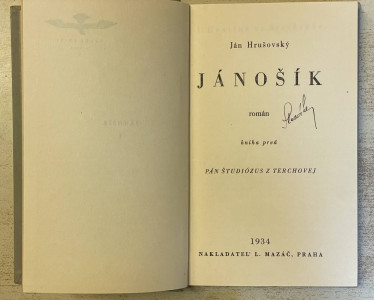 Ján Hrušovský
JÁNOŠÍK
román
kniha prvá
PÁN ŠTUDIÓZUS Z TERCHOVEJ
1934
NAKLADATEĽ L. MAZÁČ, PRAHA